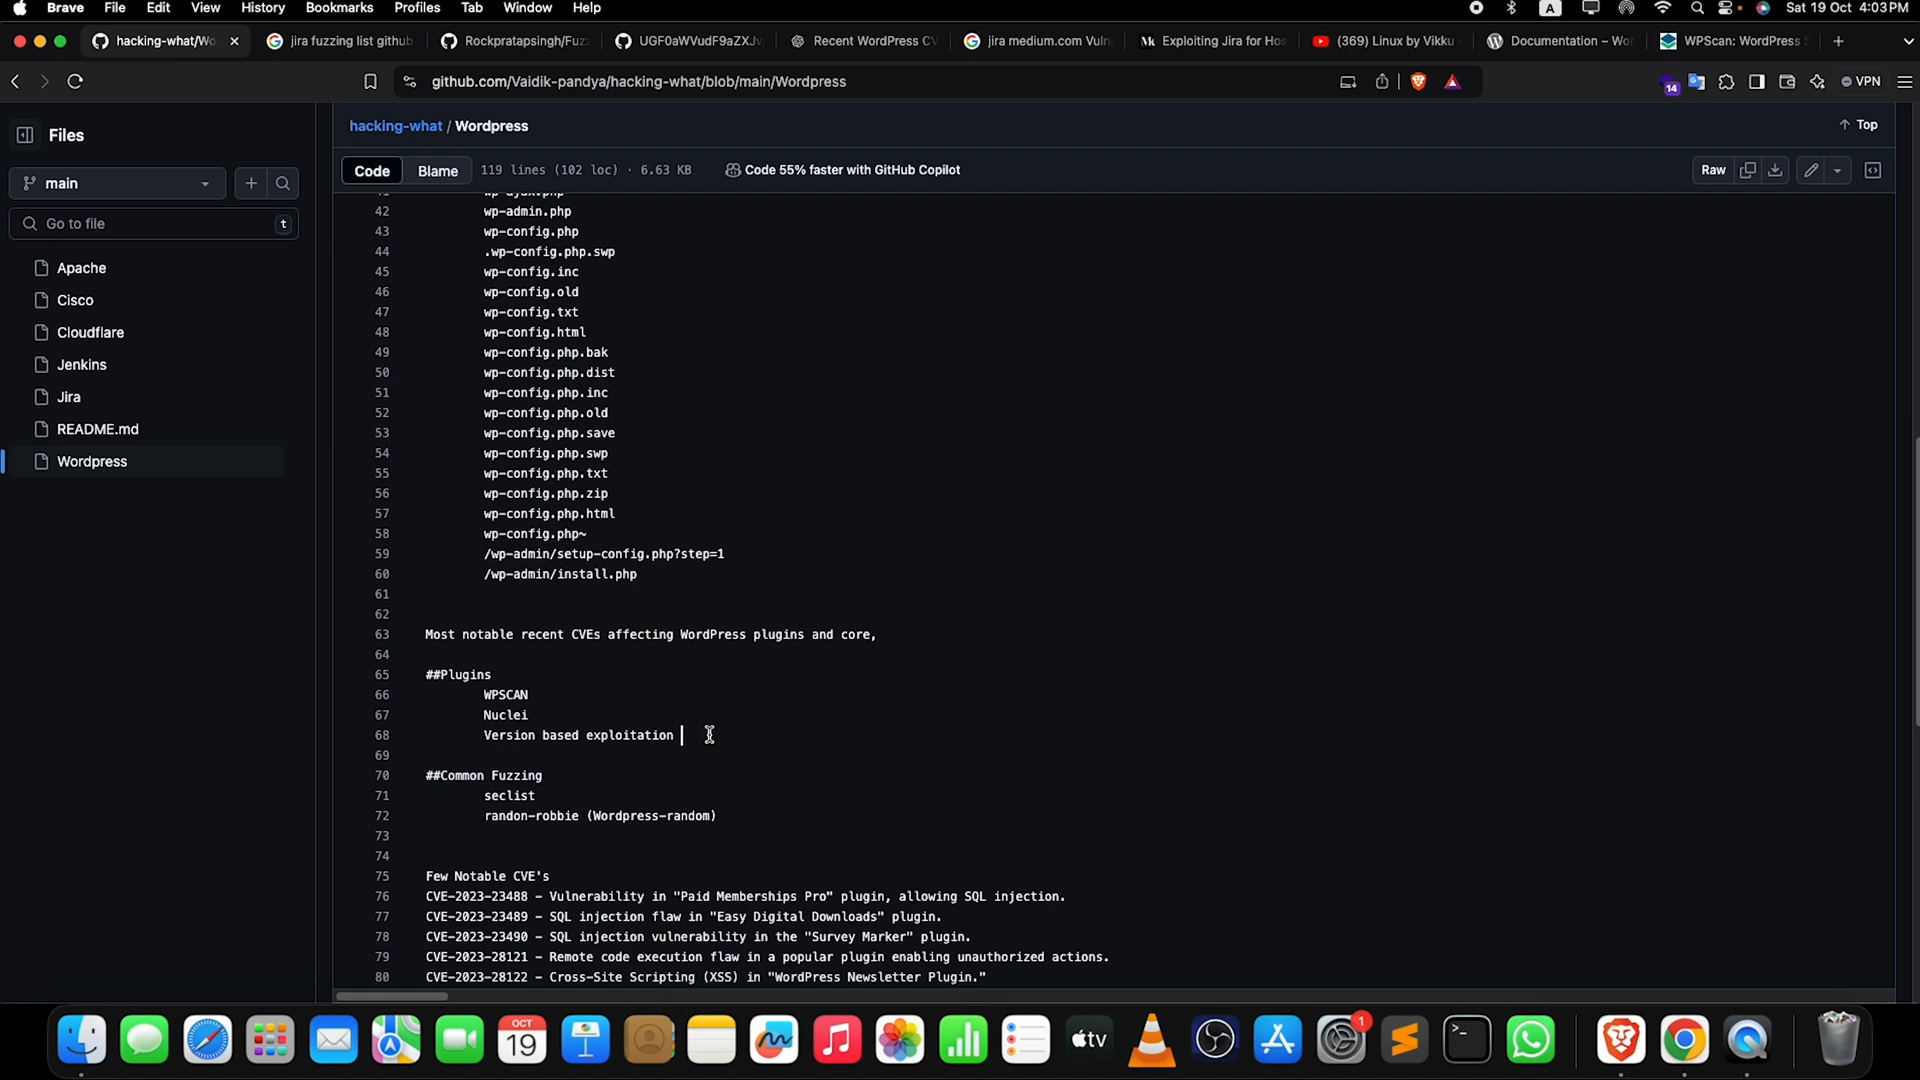 Brave File Edit View History Bookmarks Profiles Tab Window Help
A
Sat 19 Oct 4:03 PM
hacking-what/Wo
jira fuzzing list github
Rockpratapsingh/Fuz
UGF0aWVudF9aZXJv
Recent WordPress CV
jira medium.com Vuln
Exploiting Jira for Hos
(369) Linux by Vikku
Documentation – Wor
WPScan: WordPress S
github.com/Vaidik-pandya/hacking-what/blob/main/Wordpress
14
VPN
Files
hacking-what / Wordpress
Top
main
Code Blame 119 lines (102 loc) · 6.63 KB Code 55% faster with GitHub Copilot
Raw
Go to file
t
Apache
Cisco
Cloudflare
Jenkins
Jira
README.md
Wordpress
42 wp-admin.php
43 wp-config.php
44 .wp-config.php.swp
45 wp-config.inc
46 wp-config.old
47 wp-config.txt
48 wp-config.html
49 wp-config.php.bak
50 wp-config.php.dist
51 wp-config.php.inc
52 wp-config.php.old
53 wp-config.php.save
54 wp-config.php.swp
55 wp-config.php.txt
56 wp-config.php.zip
57 wp-config.php.html
58 wp-config.php~
59 /wp-admin/setup-config.php?step=1
60 /wp-admin/install.php
61
62
63 Most notable recent CVEs affecting WordPress plugins and core,
64
65 ##Plugins
66 WPSCAN
67 Nuclei
68 Version based exploitation
69
70 ##Common Fuzzing
71 seclist
72 randon-robbie (Wordpress-random)
73
74
75 Few Notable CVE's
76 CVE-2023-23488 – Vulnerability in "Paid Memberships Pro" plugin, allowing SQL injection.
77 CVE-2023-23489 – SQL injection flaw in "Easy Digital Downloads" plugin.
78 CVE-2023-23490 – SQL injection vulnerability in the "Survey Marker" plugin.
79 CVE-2023-28121 – Remote code execution flaw in a popular plugin enabling unauthorized actions.
80 CVE-2023-28122 – Cross-Site Scripting (XSS) in "WordPress Newsletter Plugin."
OCT
19
tv
1